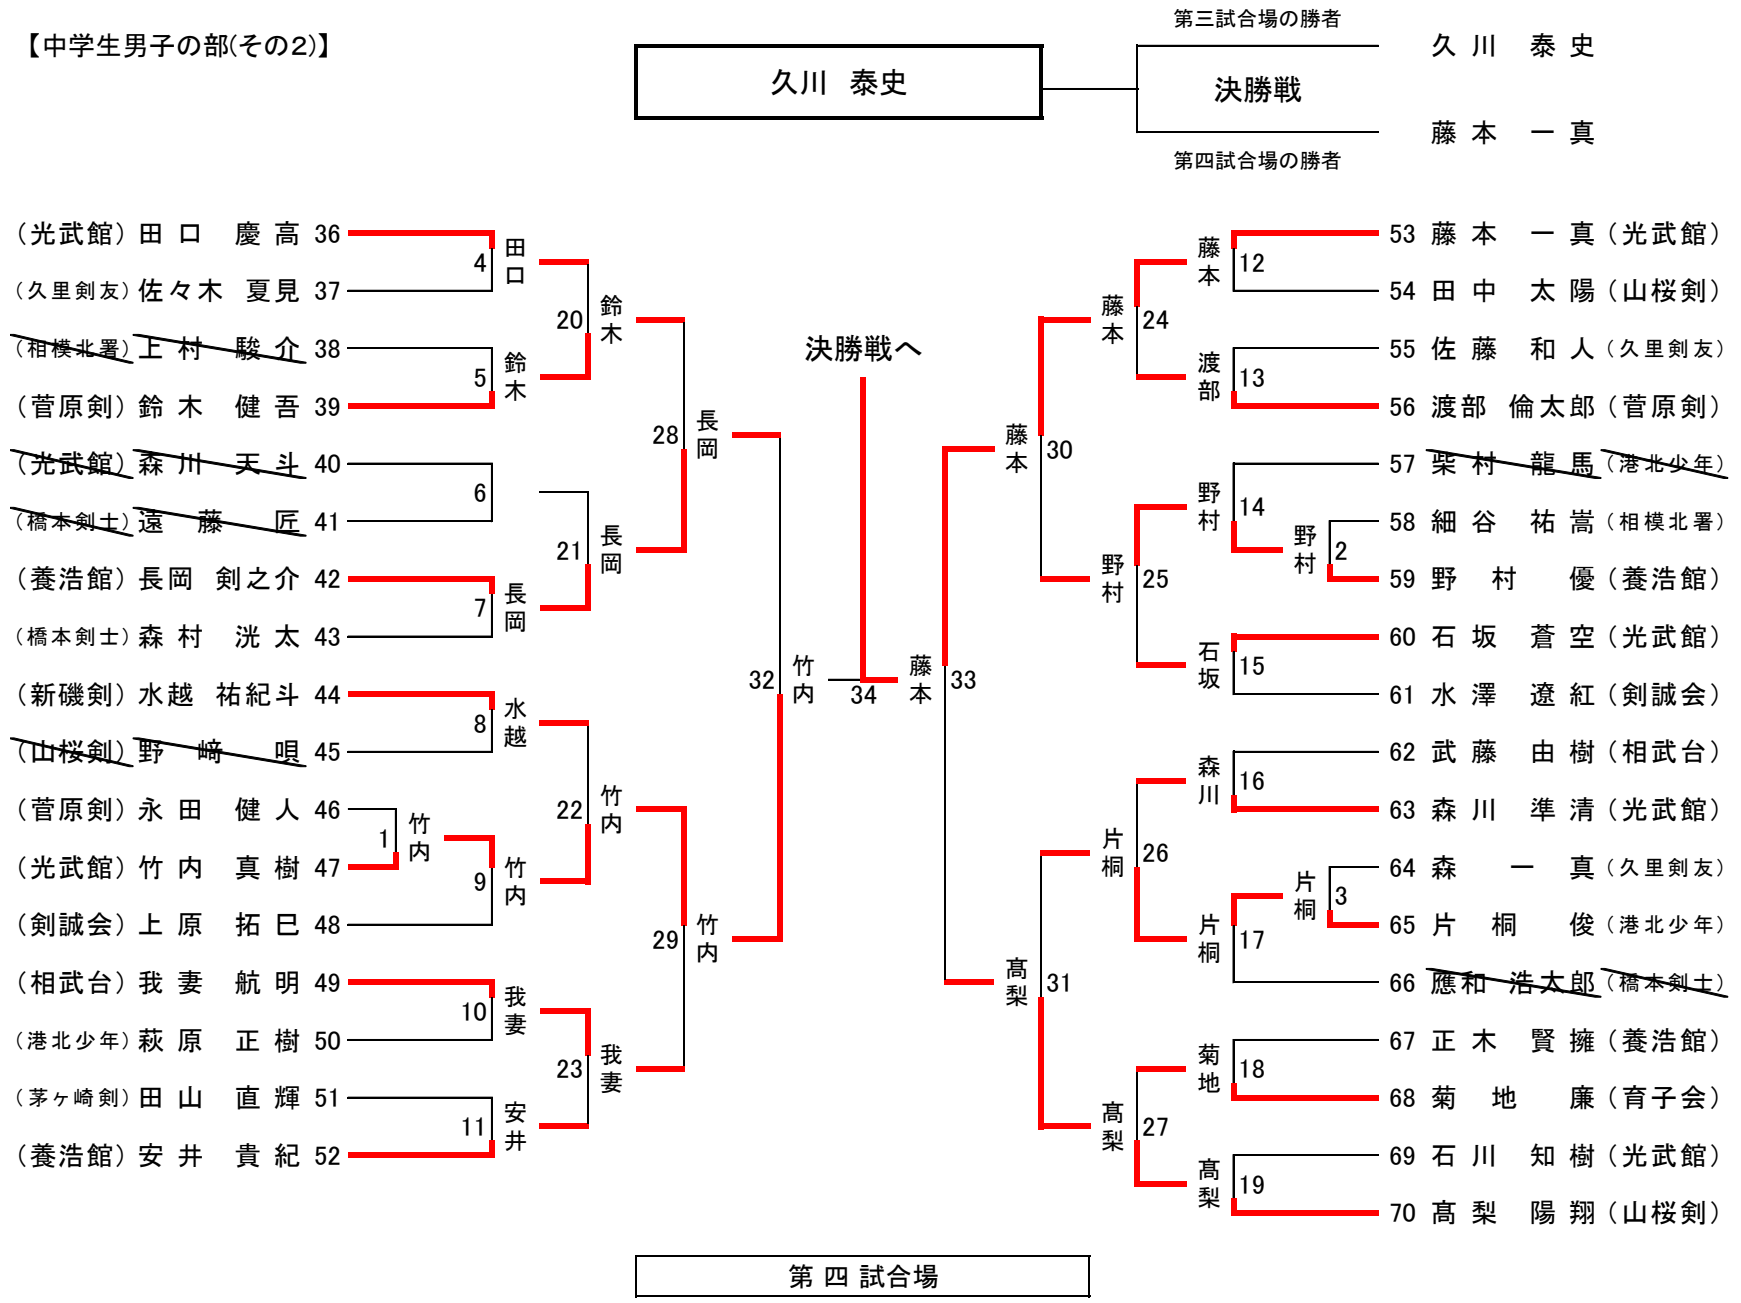 【中学生男子の部(その2)】
久川 泰史
第三試合場の勝者
久川 泰史
決勝戦
藤本 一真
第四試合場の勝者
(光武館) 田口 慶高 36
(久里剣友) 佐々木 夏見 37
(相模北署) 上村 駿介 38
(菅原剣) 鈴木 健吾 39
(光武館) 森川 天斗 40
(橋本剣士) 遠藤 匠 41
(養浩館) 長岡 剣之介 42
(橋本剣士) 森村 洸太 43
(新磯剣) 水越 祐紀斗 44
(山桜剣) 野﨑 唄 45
(菅原剣) 永田 健人 46
(光武館) 竹内 真樹 47
(剣誠会) 上原 拓巳 48
(相武台) 我妻 航明 49
(港北少年) 萩原 正樹 50
(茅ヶ崎剣) 田山 直輝 51
(養浩館) 安井 貴紀 52
1
竹内
4
田口
5
鈴木
6
7
長岡
8
水越
9
竹内
10
我妻
11
安井
20
鈴木
21
長岡
22
竹内
23
我妻
28
長岡
29
竹内
32
竹内
決勝戦へ
34
藤本
33
藤本
30
髙梨
31
藤本
24
野村
25
片桐
26
髙梨
27
藤本
12
渡部
13
野村
14
石坂
15
森川
16
片桐
17
菊地
18
髙梨
19
野村
2
片桐
3
53 藤本 一真 (光武館)
54 田中 太陽 (山桜剣)
55 佐藤 和人 (久里剣友)
56 渡部 倫太郎 (菅原剣)
57 柴村 龍馬 (港北少年)
58 細谷 祐嵩 (相模北署)
59 野村 優 (養浩館)
60 石坂 蒼空 (光武館)
61 水澤 遼紅 (剣誠会)
62 武藤 由樹 (相武台)
63 森川 準清 (光武館)
64 森 一真 (久里剣友)
65 片桐 俊 (港北少年)
66 應和 浩太郎 (橋本剣士)
67 正木 賢擁 (養浩館)
68 菊地 廉 (育子会)
69 石川 知樹 (光武館)
70 髙梨 陽翔 (山桜剣)
第四試合場